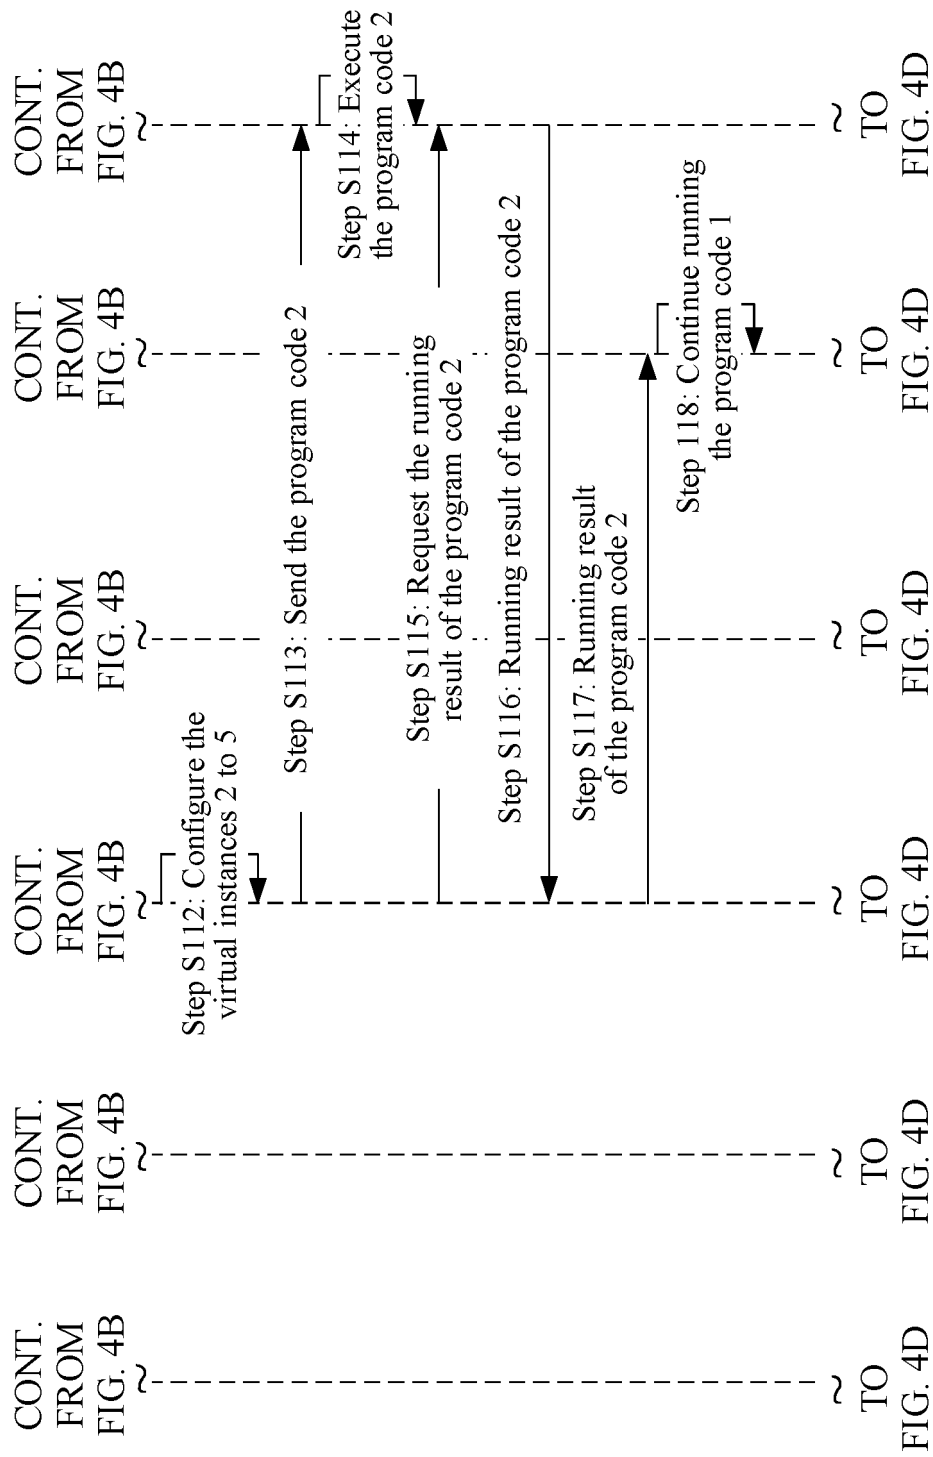 CONT.
FROM
FIG. 4B
CONT.
FROM
FIG. 4B
CONT.
FROM
FIG. 4B
CONT.
FROM
FIG. 4B
CONT.
FROM
FIG. 4B
CONT.
FROM
FIG. 4B
Step S112: Configure the
virtual instances 2 to 5
Step S113: Send the program code 2
Step S114: Execute
the program code 2
Step S115: Request the running
result of the program code 2
Step S116: Running result of the program code 2
Step S117: Running result
of the program code 2
Step 118: Continue running
the program code 1
TO
FIG. 4D
TO
FIG. 4D
TO
FIG. 4D
TO
FIG. 4D
TO
FIG. 4D
TO
FIG. 4D